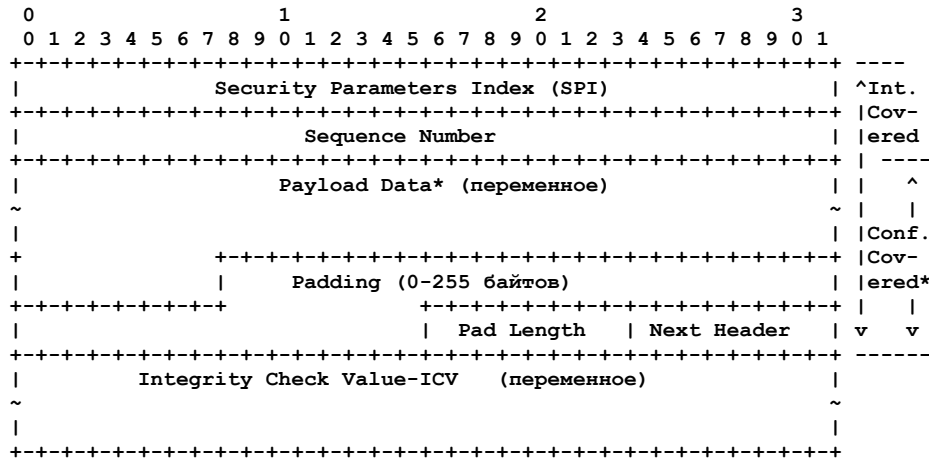 0                   1                   2                   3
0 1 2 3 4 5 6 7 8 9 0 1 2 3 4 5 6 7 8 9 0 1 2 3 4 5 6 7 8 9 0 1
+-+-+-+-+-+-+-+-+-+-+-+-+-+-+-+-+-+-+-+-+-+-+-+-+-+-+-+-+-+-+-+-+ ----
|               Security Parameters Index (SPI)                 | ^Int.
+-+-+-+-+-+-+-+-+-+-+-+-+-+-+-+-+-+-+-+-+-+-+-+-+-+-+-+-+-+-+-+-+ |Cov-
|                      Sequence Number                          | |ered
+-+-+-+-+-+-+-+-+-+-+-+-+-+-+-+-+-+-+-+-+-+-+-+-+-+-+-+-+-+-+-+-+ | ----
|                    Payload Data* (переменное)                 | |   ^
~                                                               ~ |   |
|                                                               | |Conf.
+               +-+-+-+-+-+-+-+-+-+-+-+-+-+-+-+-+-+-+-+-+-+-+-+-+ |Cov-
|               |     Padding (0-255 байтов)                    | |ered*
+-+-+-+-+-+-+-+-+               +-+-+-+-+-+-+-+-+-+-+-+-+-+-+-+-+ |   |
|                               |  Pad Length   | Next Header   | v   v
+-+-+-+-+-+-+-+-+-+-+-+-+-+-+-+-+-+-+-+-+-+-+-+-+-+-+-+-+-+-+-+-+ ------
|         Integrity Check Value-ICV   (переменное)              |
~                                                               ~
|                                                               |
+-+-+-+-+-+-+-+-+-+-+-+-+-+-+-+-+-+-+-+-+-+-+-+-+-+-+-+-+-+-+-+-+